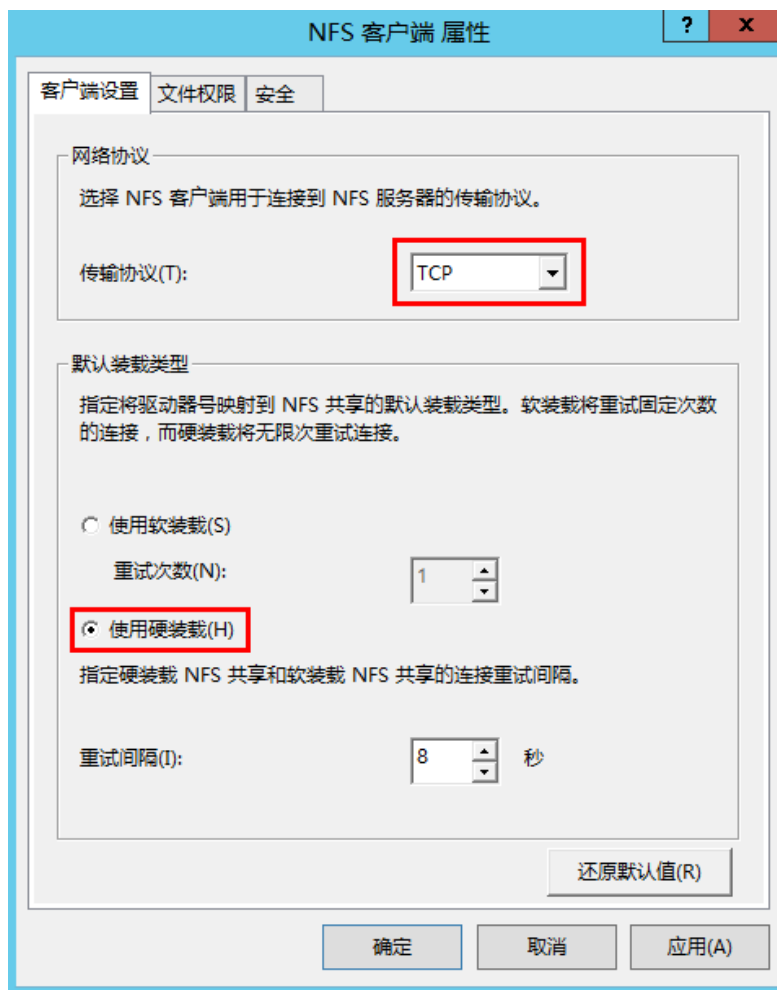 NFS 客户端 属性
?
x
客户端设置
文件权限
安全
网络协议
选择 NFS 客户端用于连接到 NFS 服务器的传输协议。
传输协议(T):
TCP
默认装载类型
指定将驱动器号映射到 NFS 共享的默认装载类型。软装载将重试固定次数
的连接，而硬装载将无限次重试连接。
使用软装载(S)
重试次数(N):
1
使用硬装载(H)
指定硬装载 NFS 共享和软装载 NFS 共享的连接重试间隔。
重试间隔(I):
8
秒
还原默认值(R)
确定
取消
应用(A)